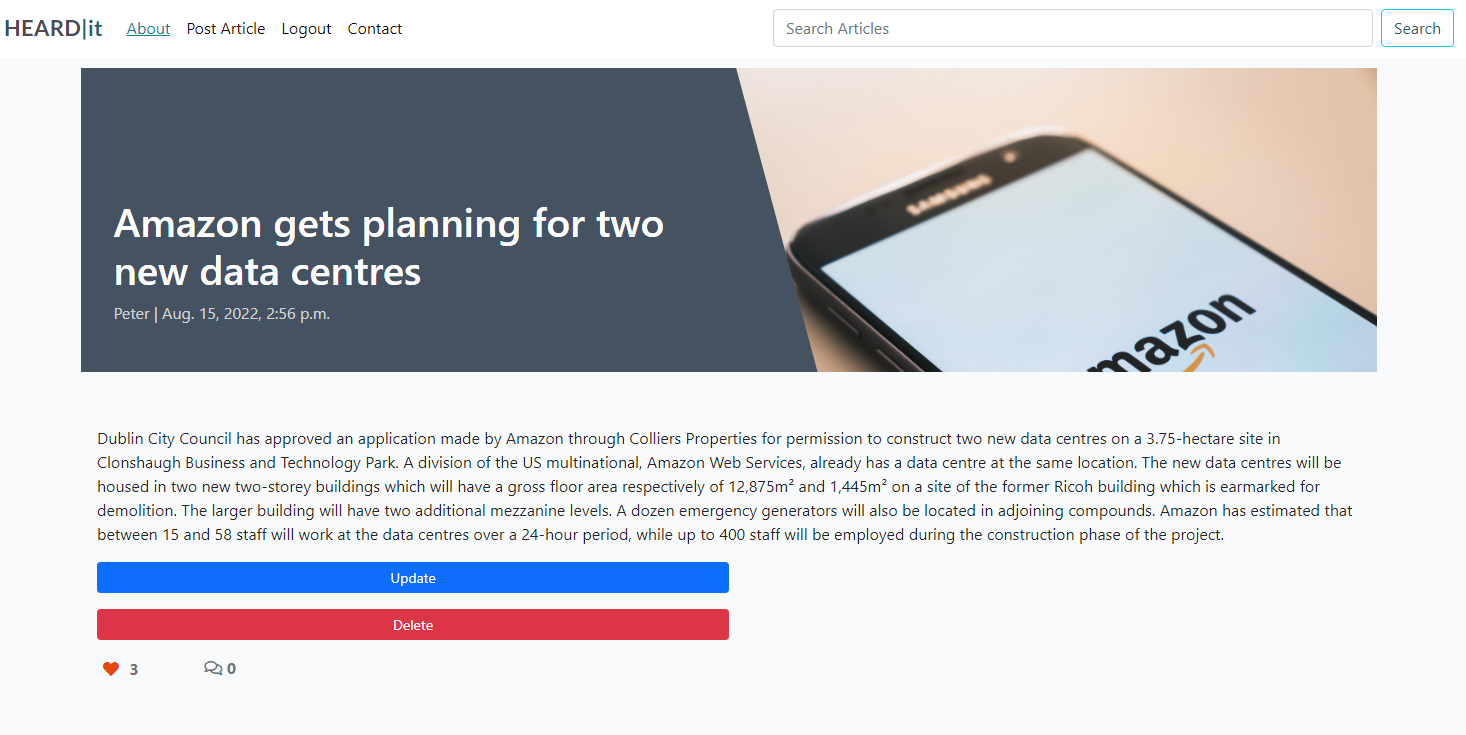 HEARD|it About Post Article Logout Contact Search Articles Search
SAMSUNG
Amazon gets planning for two
new data centres
Peter | Aug. 15, 2022, 2:56 p.m.
mazon
Dublin City Council has approved an application made by Amazon through Colliers Properties for permission to construct two new data centres on a 3.75-hectare site in
Clonshaugh Business and Technology Park. A division of the US multinational, Amazon Web Services, already has a data centre at the same location. The new data centres will be
housed in two new two-storey buildings which will have a gross floor area respectively of 12,875m² and 1,445m² on a site of the former Ricoh building which is earmarked for
demolition. The larger building will have two additional mezzanine levels. A dozen emergency generators will also be located in adjoining compounds. Amazon has estimated that
between 15 and 58 staff will work at the data centres over a 24-hour period, while up to 400 staff will be employed during the construction phase of the project.
Update
Delete
3 0